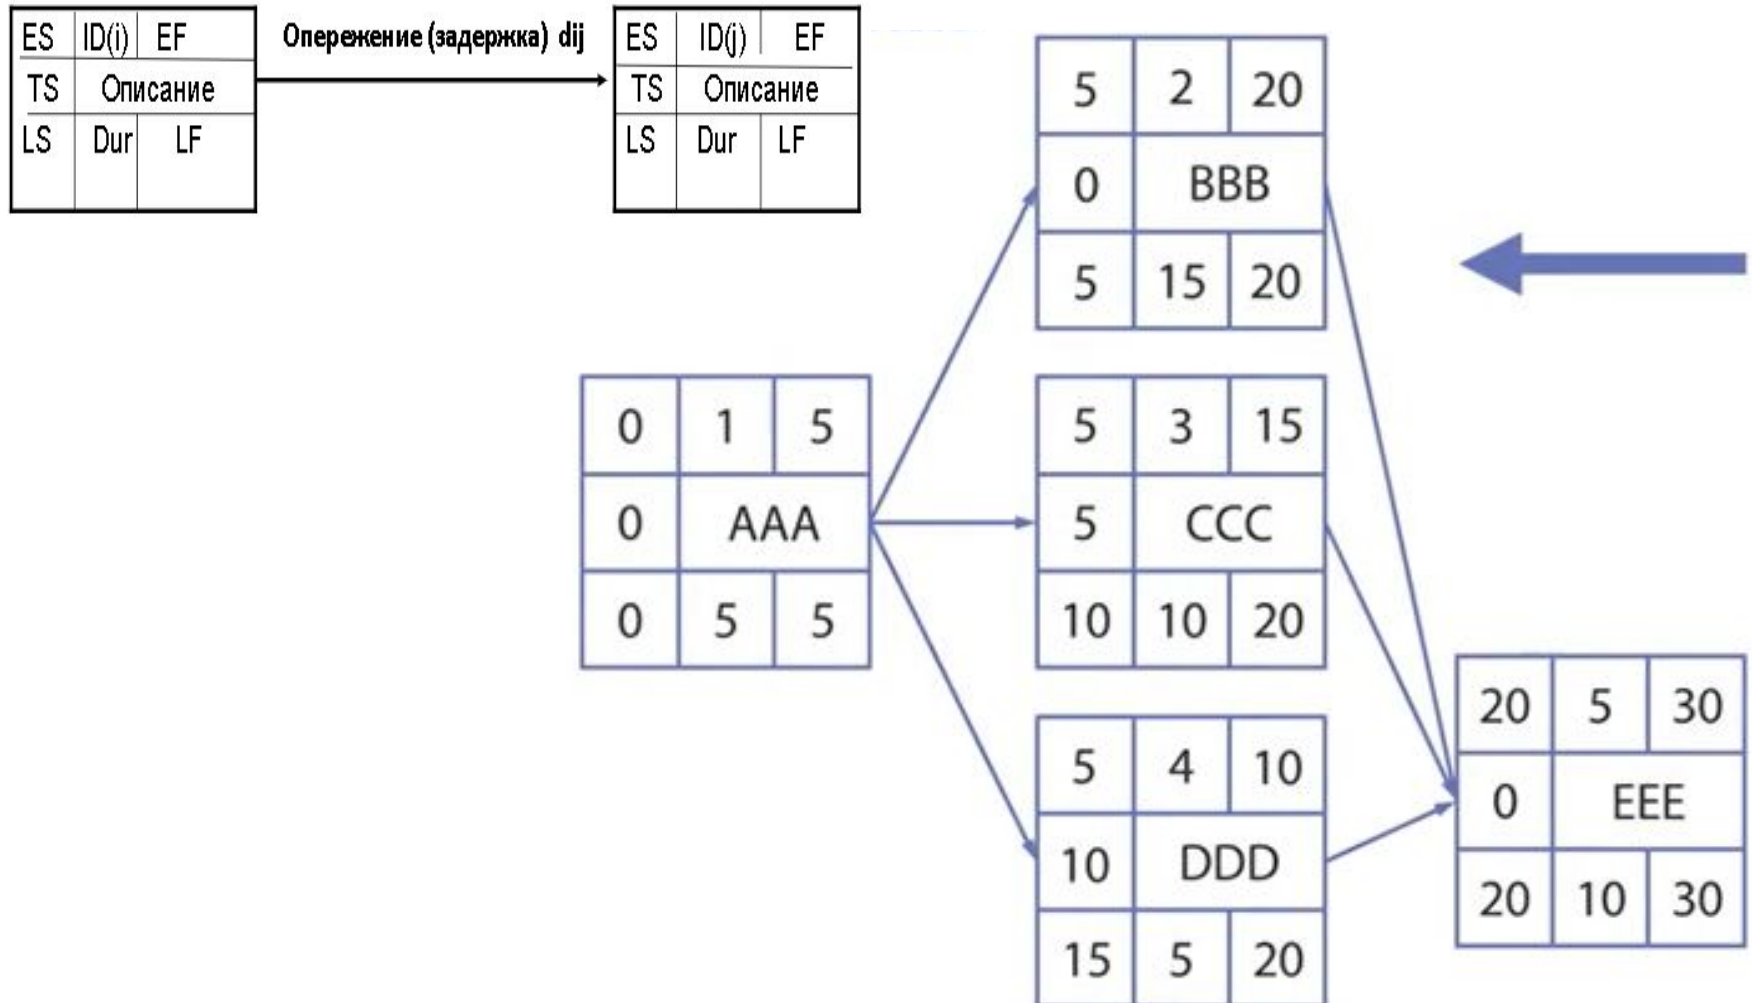 ES ID(i) EF
TS Описание
LS Dur LF
Опережение (задержка) dij
ES ID(j) EF
TS Описание
LS Dur LF
5 2 20
0 BBB
5 15 20
0 1 5
0 AAA
0 5 5
5 3 15
5 CCC
10 10 20
5 4 10
10 DDD
15 5 20
20 5 30
0 EEE
20 10 30